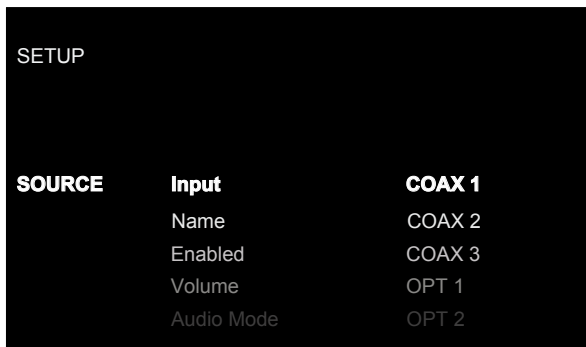 SETUP
SOURCE Input COAX 1
Name COAX 2
Enabled COAX 3
Volume OPT 1
Audio Mode OPT 2